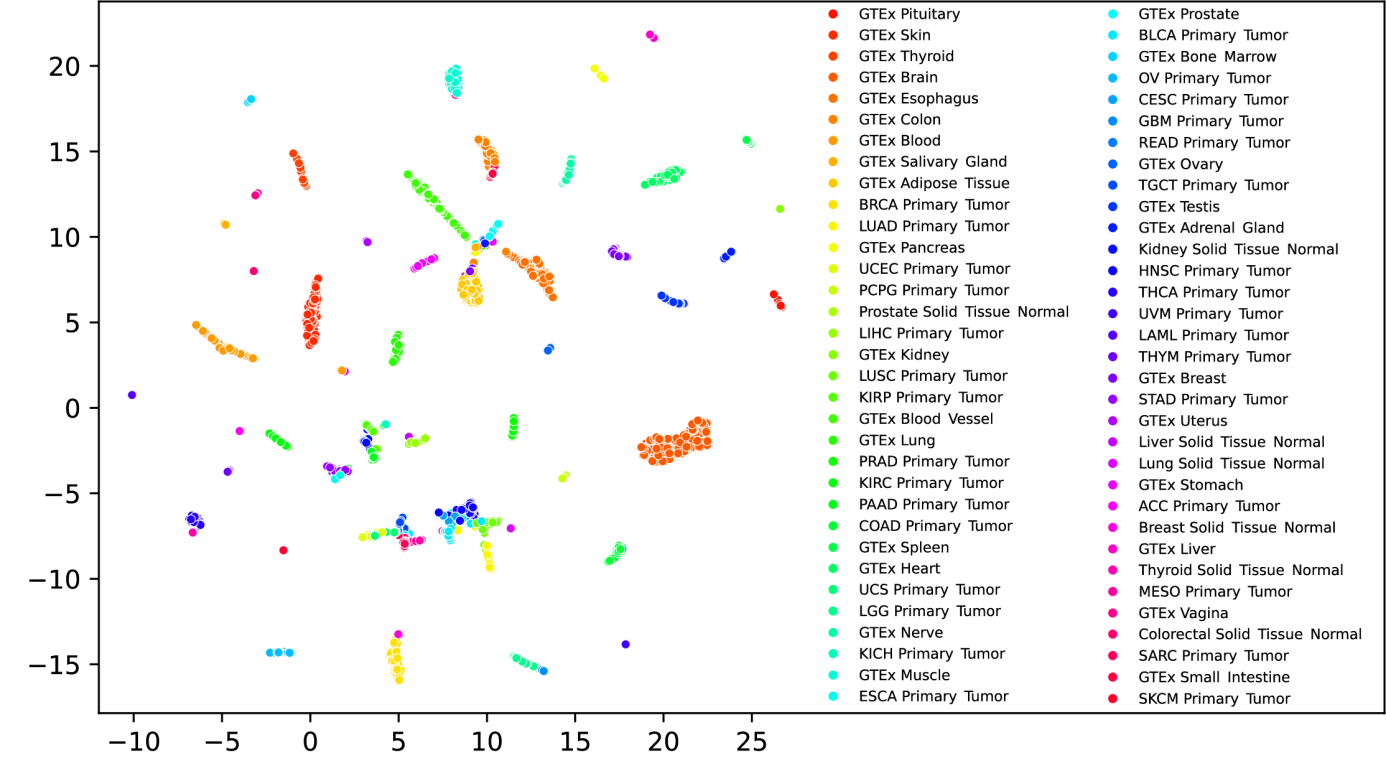 20
15
10
5
0
−5
−10
−15
−10
−5
0
5
10
15
20
25
GTEx Pituitary
GTEx Skin
GTEx Thyroid
GTEx Brain
GTEx Esophagus
GTEx Colon
GTEx Blood
GTEx Salivary Gland
GTEx Adipose Tissue
BRCA Primary Tumor
LUAD Primary Tumor
GTEx Pancreas
UCEC Primary Tumor
PCPG Primary Tumor
Prostate Solid Tissue Normal
LIHC Primary Tumor
GTEx Kidney
LUSC Primary Tumor
KIRP Primary Tumor
GTEx Blood Vessel
GTEx Lung
PRAD Primary Tumor
KIRC Primary Tumor
PAAD Primary Tumor
COAD Primary Tumor
GTEx Spleen
GTEx Heart
UCS Primary Tumor
LGG Primary Tumor
GTEx Nerve
KICH Primary Tumor
GTEx Muscle
ESCA Primary Tumor
GTEx Prostate
BLCA Primary Tumor
GTEx Bone Marrow
OV Primary Tumor
CESC Primary Tumor
GBM Primary Tumor
READ Primary Tumor
GTEx Ovary
TGCT Primary Tumor
GTEx Testis
GTEx Adrenal Gland
Kidney Solid Tissue Normal
HNSC Primary Tumor
THCA Primary Tumor
UVM Primary Tumor
LAML Primary Tumor
THYM Primary Tumor
GTEx Breast
STAD Primary Tumor
GTEx Uterus
Liver Solid Tissue Normal
Lung Solid Tissue Normal
GTEx Stomach
ACC Primary Tumor
Breast Solid Tissue Normal
GTEx Liver
Thyroid Solid Tissue Normal
MESO Primary Tumor
GTEx Vagina
Colorectal Solid Tissue Normal
SARC Primary Tumor
GTEx Small Intestine
SKCM Primary Tumor